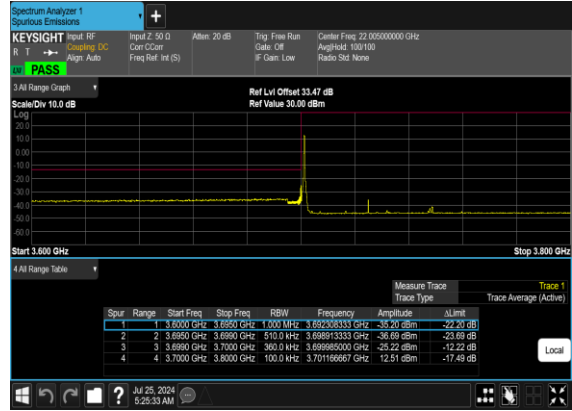 Spectrum Analyzer 1
Spurious Emissions
+
KEYSIGHT Input: RF Input Z: 50 Ω Atten: 20 dB Trig: Free Run Center Freq: 22.005000000 GHz
R T Coupling: DC Corr CCorr Gate: Off Avg|Hold: 100/100
Align: Auto Freq Ref: Int (S) IF Gain: Low Radio Std: None
PASS
3 All Range Graph
Ref Lvl Offset 33.47 dB
Scale/Div 10.0 dB Ref Value 30.00 dBm
Log
20.0
10.0
0.00
-10.0
-20.0
-30.0
-40.0
-50.0
-60.0
Start 3.600 GHz Stop 3.800 GHz
4 All Range Table
Measure Trace Trace 1
Trace Type Trace Average (Active)
Spur Range Start Freq Stop Freq RBW Frequency Amplitude ΔLimit
1 1 3.6000 GHz 3.6950 GHz 1.000 MHz 3.692308333 GHz -35.20 dBm -22.20 dB
2 2 3.6950 GHz 3.6990 GHz 510.0 kHz 3.698913333 GHz -36.69 dBm -23.69 dB
3 3 3.6990 GHz 3.7000 GHz 360.0 kHz 3.699985000 GHz -25.22 dBm -12.22 dB
4 4 3.7000 GHz 3.8000 GHz 100.0 kHz 3.701166667 GHz 12.51 dBm -17.49 dB
Local
?
Jul 25, 2024
5:25:33 AM